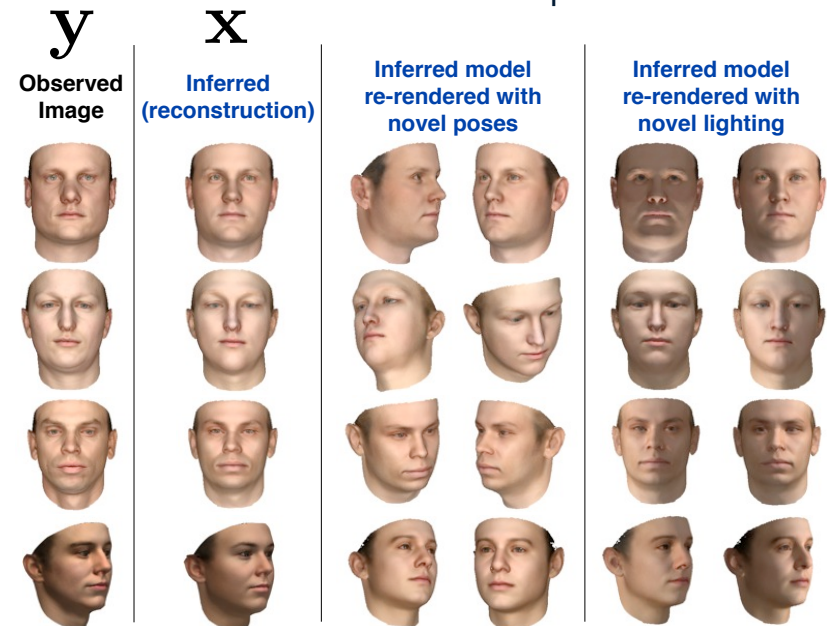 y
x
Observed
Image
Inferred
(reconstruction)
Inferred model
re-rendered with
novel poses
Inferred model
re-rendered with
novel lighting